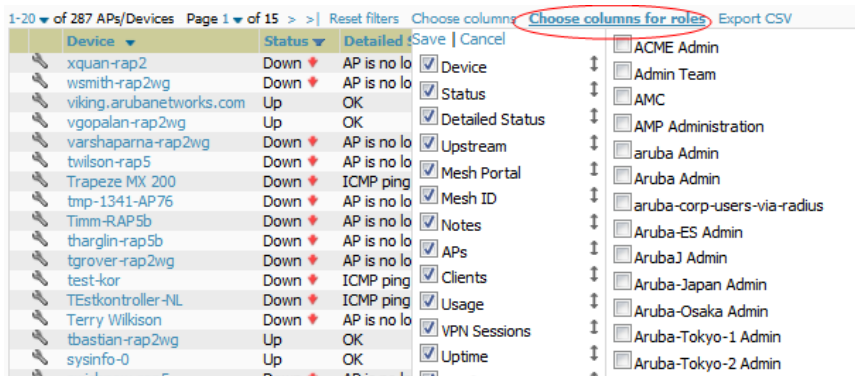 1-20 of 287 APs/Devices Page 1 of 15 > >| Reset filters Choose columns Choose columns for roles Export CSV
Device Status Detailed
xquan-rap2 Down AP is no lo
wsmith-rap2wg Down AP is no lo
viking.arubanetworks.com Up OK
vgopalan-rap2wg Up OK
varshaparna-rap2wg Down AP is no lo
twilson-rap5 Down AP is no lo
Trapeze MX 200 Down ICMP ping
tmp-1341-AP76 Down AP is no lo
Timm-RAP5b Down AP is no lo
tharglin-rap5b Down AP is no lo
tgrover-rap2wg Down AP is no lo
test-kor Down ICMP ping
TEstkontroller-NL Down ICMP ping
Terry Wilkison Down AP is no lo
tbastian-rap2wg Up OK
sysinfo-0 Up OK
Save | Cancel
Device
Status
Detailed Status
Upstream
Mesh Portal
Mesh ID
Notes
APs
Clients
Usage
VPN Sessions
Uptime
ACME Admin
Admin Team
AMC
AMP Administration
aruba Admin
Aruba Admin
aruba-corp-users-via-radius
Aruba-ES Admin
ArubaJ Admin
Aruba-Japan Admin
Aruba-Osaka Admin
Aruba-Tokyo-1 Admin
Aruba-Tokyo-2 Admin